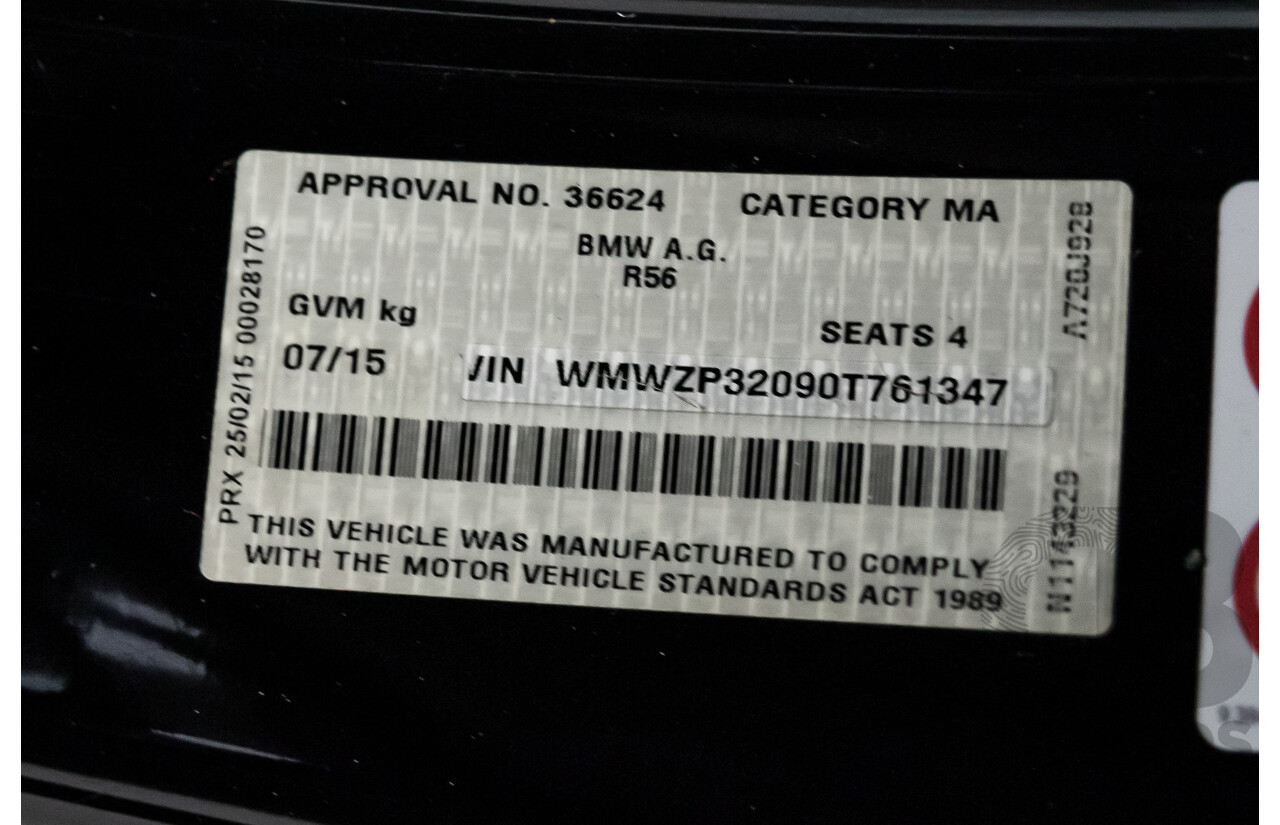 APPROVAL NO. 36624 CATEGORY MA
BMW A.G.
R56
GVM kg
SEATS 4
07/15 VIN WMWZP32090T761347
THIS VEHICLE WAS MANUFACTURED TO COMPLY
WITH THE MOTOR VEHICLE STANDARDS ACT 1989
PRX 25/02/15 00028170
A720J92B
N1143229